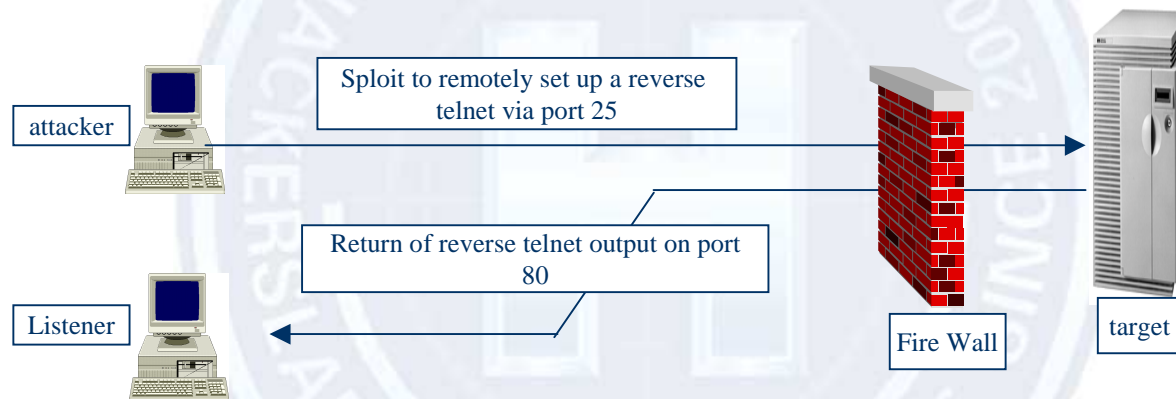 Sploit to remotely set up a reverse
telnet via port 25
attacker
Return of reverse telnet output on port
80
Listener
Fire Wall
target